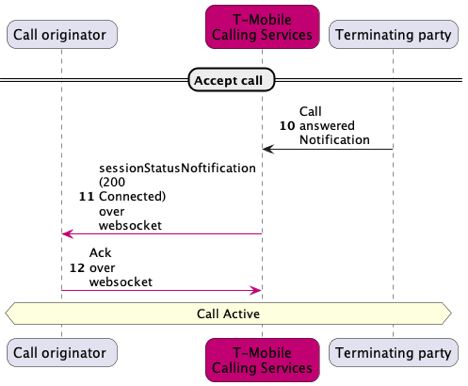 Call originator
T-Mobile
Calling Services
Terminating party
Accept call
Call
10 answered
Notification
sessionStatusNoftification
(200
11 Connected)
over
websocket
Ack
12 over
websocket
Call Active
Call originator
T-Mobile
Calling Services
Terminating party